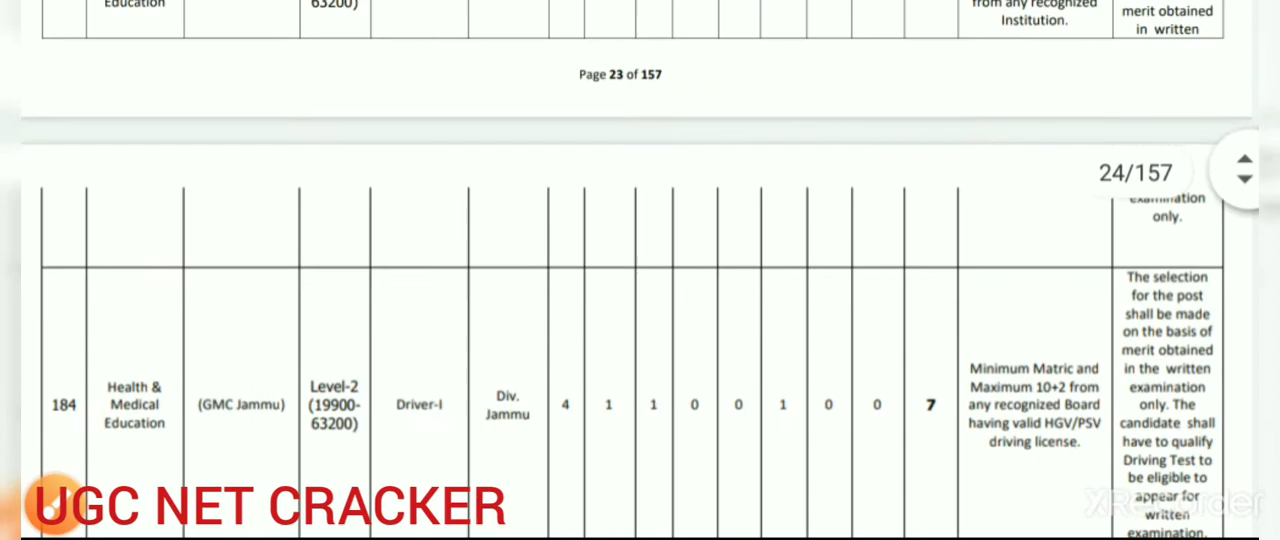 Education
63200)
from any recognized
Institution.
merit obtained
in written
Page 23 of 157
24/157
examination
only.
184
Health &
Medical
Education
(GMC Jammu)
Level-2
(19900-
63200)
Driver-I
Div.
Jammu
4 1 1 0 0 1 0 0 7
Minimum Matric and
Maximum 10+2 from
any recognized Board
having valid HGV/PSV
driving license.
The selection
for the post
shall be made
on the basis of
merit obtained
in the written
examination
only. The
candidate shall
have to qualify
Driving Test to
be eligible to
appear for
written
examination.
UGC NET CRACKER
XRecorder